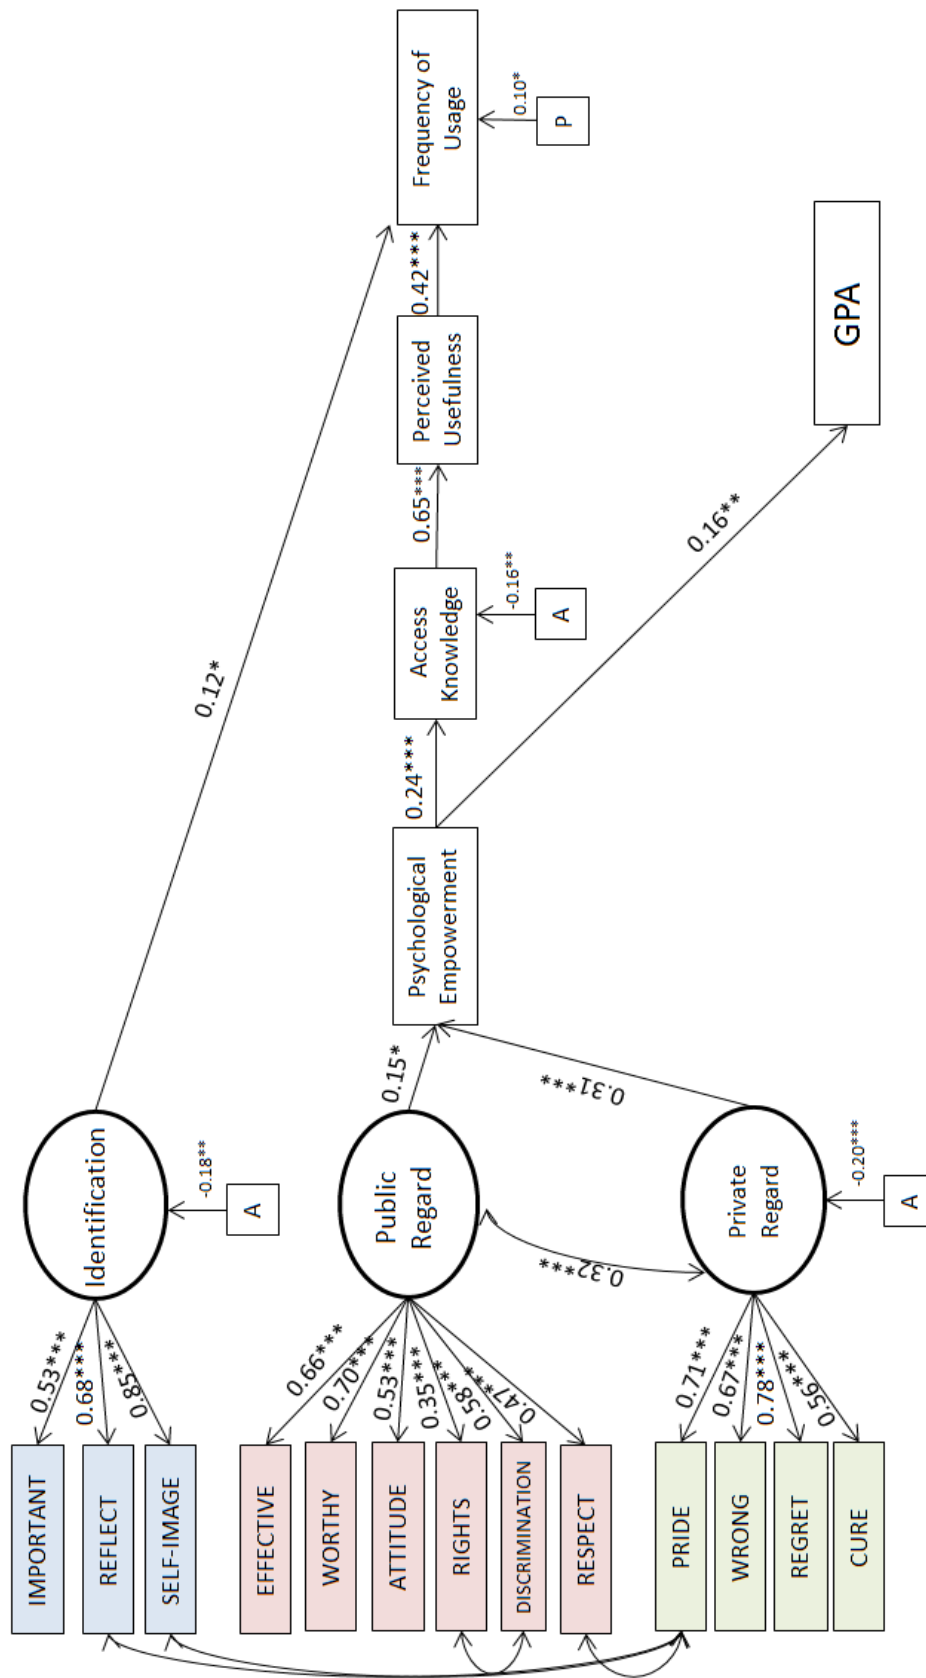 IMPORTANT
REFLECT
SELF-IMAGE
EFFECTIVE
WORTHY
ATTITUDE
RIGHTS
DISCRIMINATION
RESPECT
PRIDE
WRONG
REGRET
CURE
0.53***
0.68***
0.85***
0.66***
0.70***
0.53***
0.35***
0.58***
0.47***
0.71***
0.67***
0.78***
0.56***
Identification
-0.18**
A
Public
Regard
0.32***
Private
Regard
-0.20***
A
0.15*
0.31***
Psychological
Empowerment
0.12*
0.24***
0.16**
Access
Knowledge
-0.16**
A
0.65***
Perceived
Usefulness
0.42***
Frequency of
Usage
0.10*
P
GPA